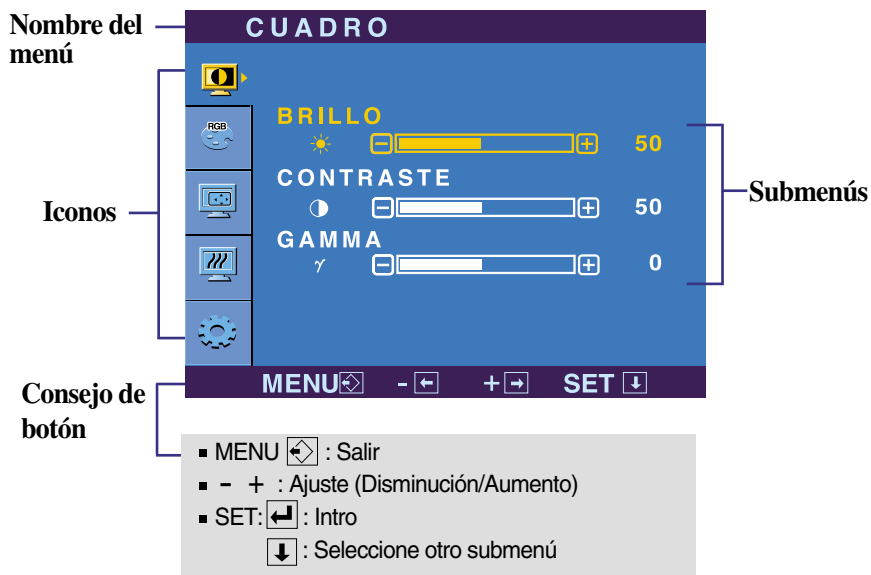 Nombre del
menú
CUADRO
RGB
BRILLO
50
CONTRASTE
50
GAMMA
γ
0
Iconos
Submenús
MENU - + SET
Consejo de
botón
MENU : Salir
- + : Ajuste (Disminución/Aumento)
SET: : Intro
: Seleccione otro submenú